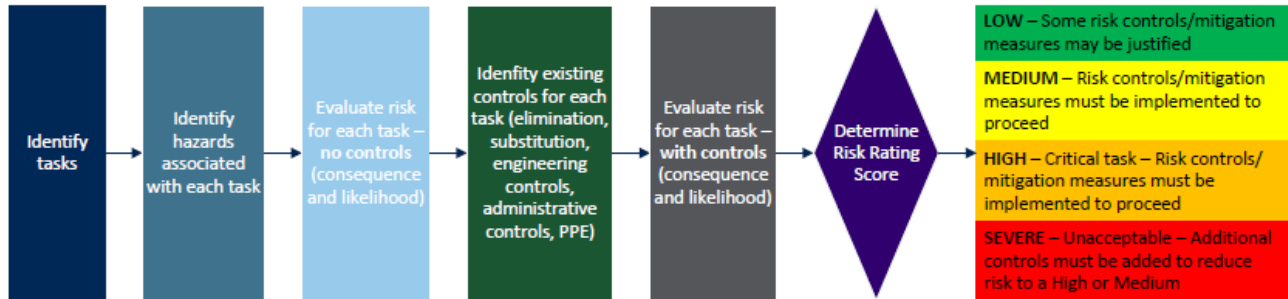 Identify
tasks
Identify
hazards
associated
with each task
Evaluate risk
for each task –
no controls
(consequence
and likelihood)
Idenfity existing
controls for each
task (elimination,
substitution,
engineering
controls,
administrative
controls, PPE)
Evaluate risk
for each task –
with controls
(consequence
and likelihood)
Determine
Risk Rating
Score
LOW – Some risk controls/mitigation
measures may be justified
MEDIUM – Risk controls/mitigation
measures must be implemented to
proceed
HIGH – Critical task – Risk controls/
mitigation measures must be
implemented to proceed
SEVERE – Unacceptable – Additional
controls must be added to reduce
risk to a High or Medium